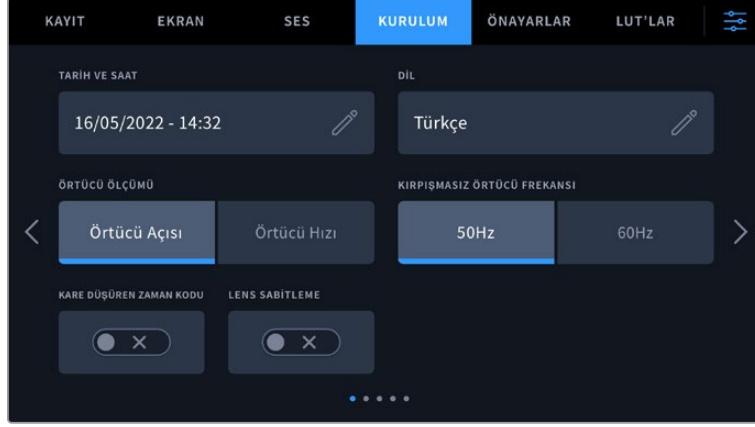 KAYIT EKRAN SES KURULUM ÖNAYARLAR LUT'LAR
TARİH VE SAAT DİL
16/05/2022 - 14:32 Türkçe
ÖRTÜCÜ ÖLÇÜMÜ KIRPIŞMASIZ ÖRTÜCÜ FREKANSI
Örtücü Açısı Örtücü Hızı 50Hz 60Hz
KARE DÜŞÜREN ZAMAN KODU LENS SABİTLEME